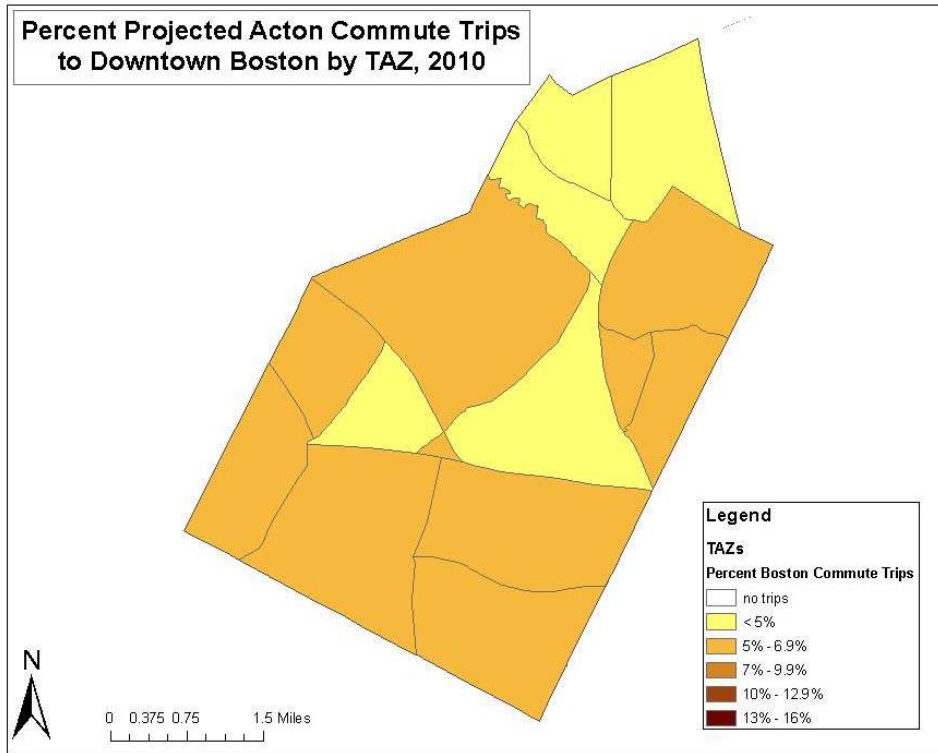 Percent Projected Acton Commute Trips
to Downtown Boston by TAZ, 2010
Legend
TAZs
Percent Boston Commute Trips
no trips
< 5%
5% - 6.9%
7% - 9.9%
10% - 12.9%
13% - 16%
N
0 0.375 0.75 1.5 Miles